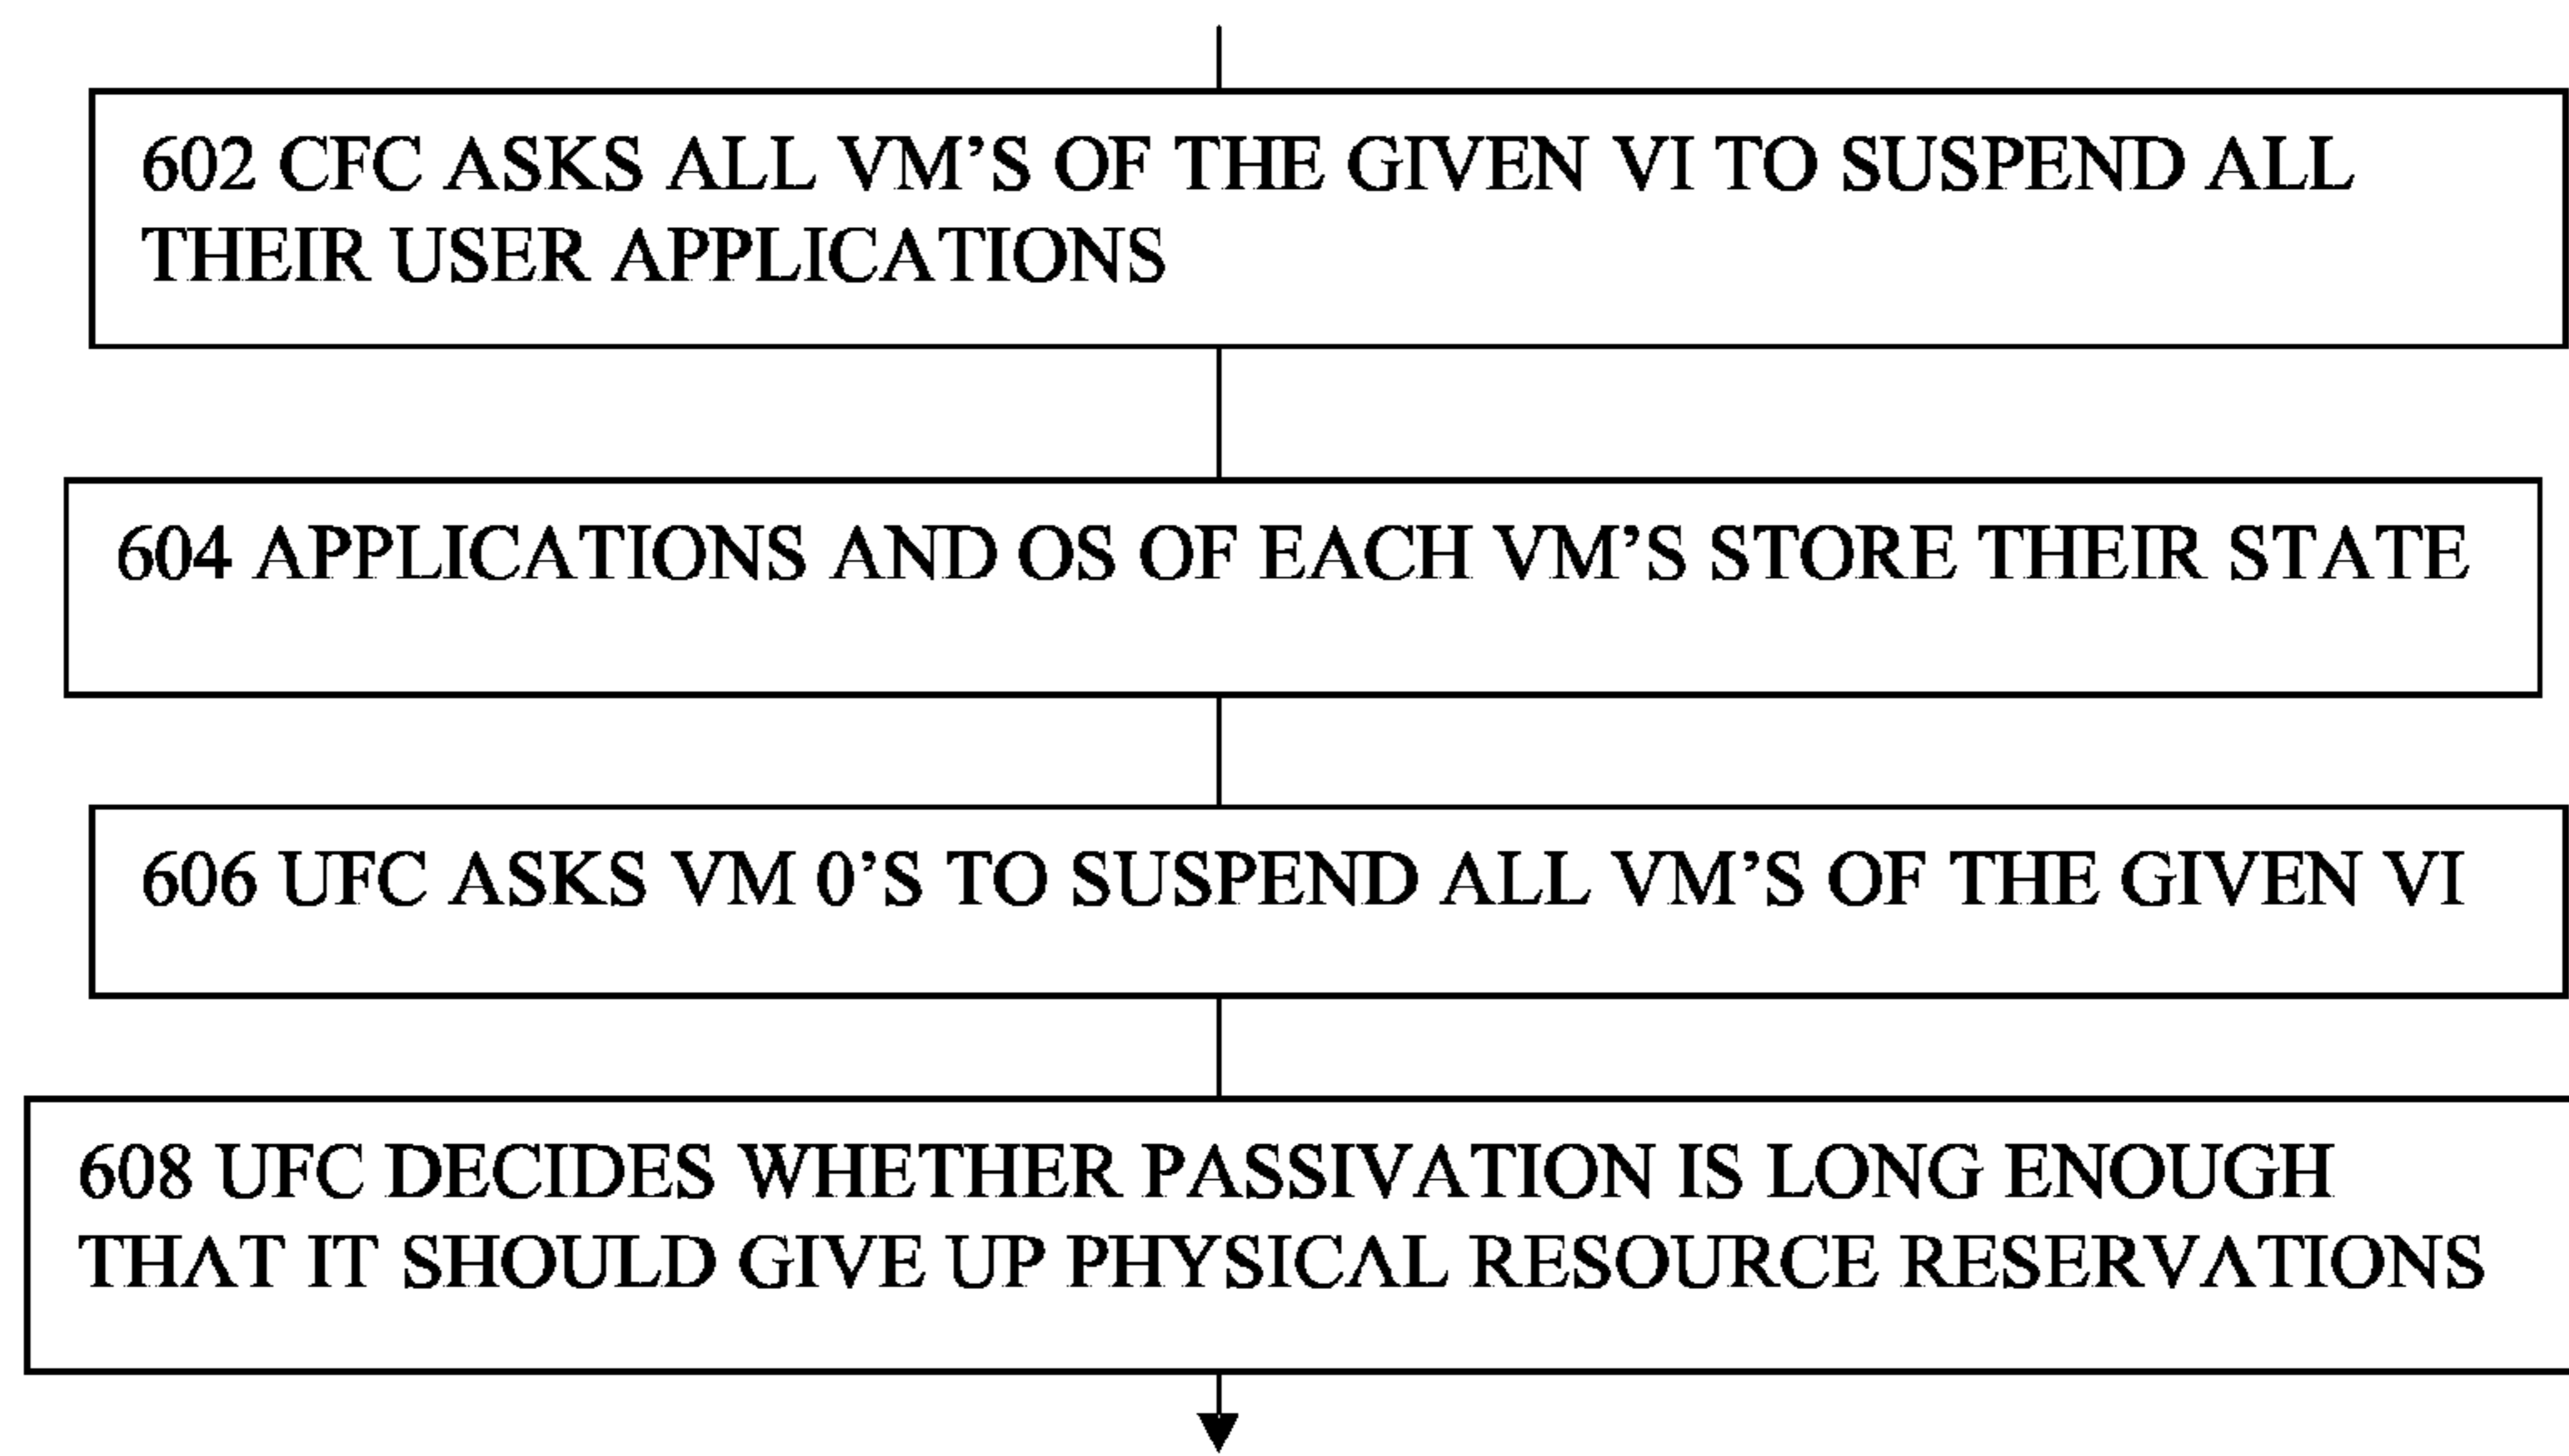 602 CFC ASKS ALL VM'S OF THE GIVEN VI TO SUSPEND ALL
THEIR USER APPLICATIONS
604 APPLICATIONS AND OS OF EACH VM'S STORE THEIR STATE
606 UFC ASKS VM 0'S TO SUSPEND ALL VM'S OF THE GIVEN VI
608 UFC DECIDES WHETHER PASSIVATION IS LONG ENOUGH
THAT IT SHOULD GIVE UP PHYSICAL RESOURCE RESERVATIONS